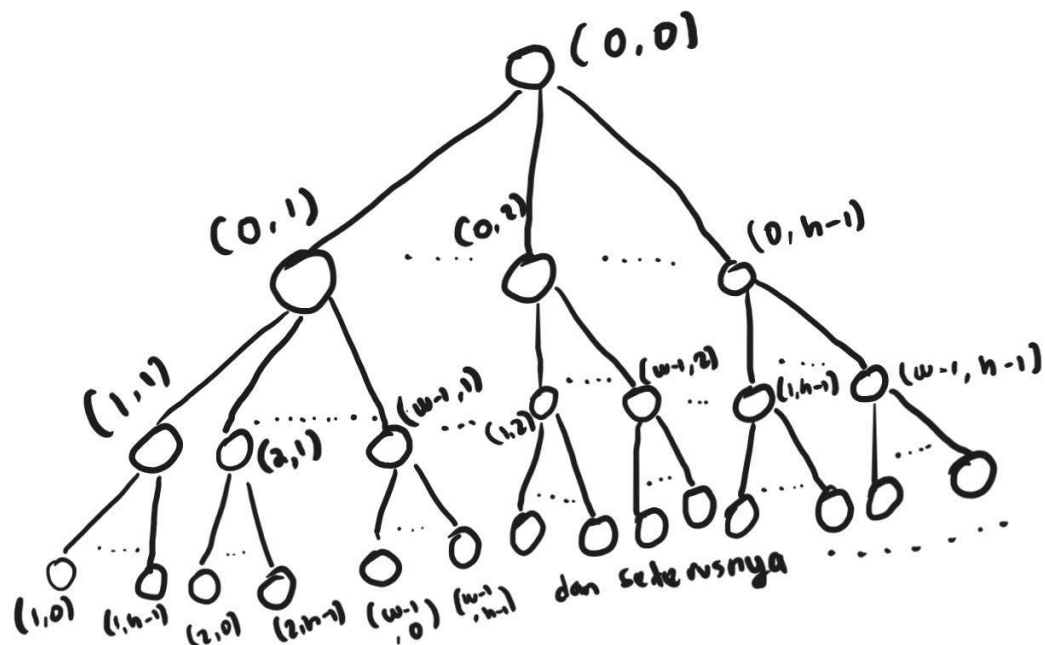 (0,0)
(0,1)
(0,2)
(0,h-1)
(1,1)
(2,1)
(w-1,1)
(1,2)
(w-1,2)
(1,h-1)
(w-1,h-1)
(1,0)
(1,h-1)
(2,0)
(2,h-1)
(w-1
,0)
(w-1
,h-1)
dan seterusnya